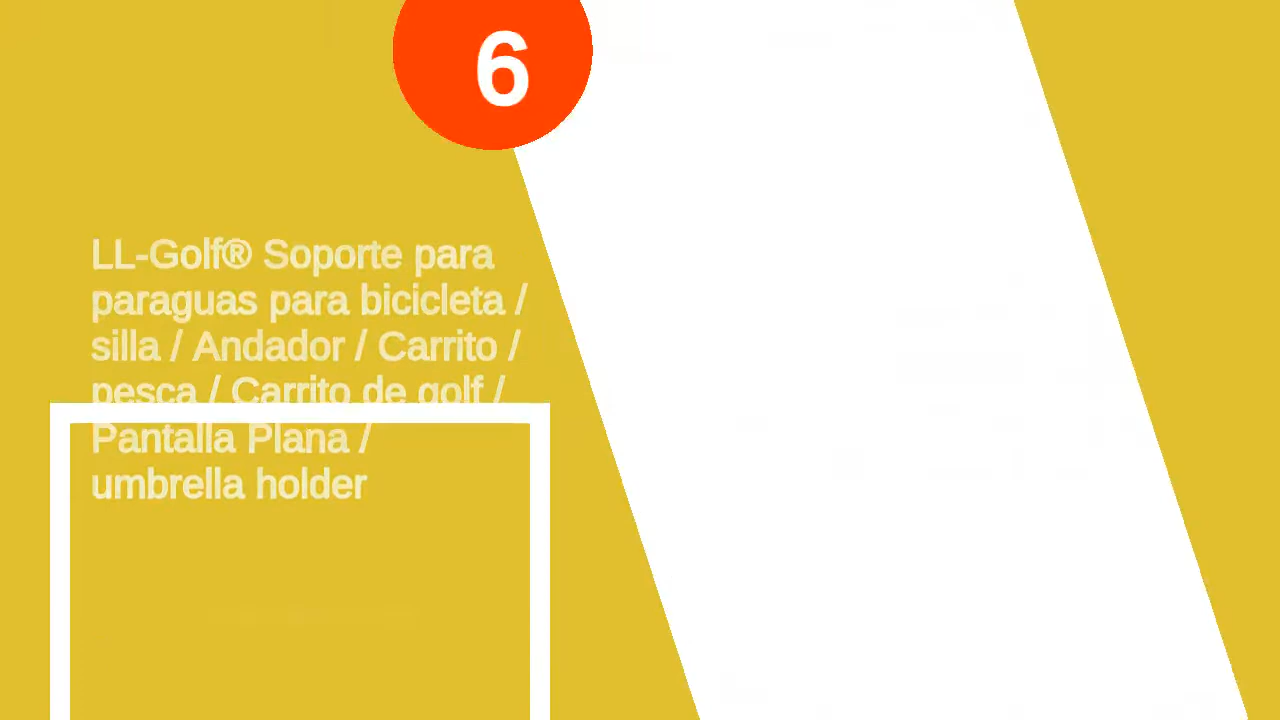 6
LL-Golf® Soporte para
paraguas para bicicleta /
silla / Andador / Carrito /
pesca / Carrito de golf /
Pantalla Plana /
umbrella holder